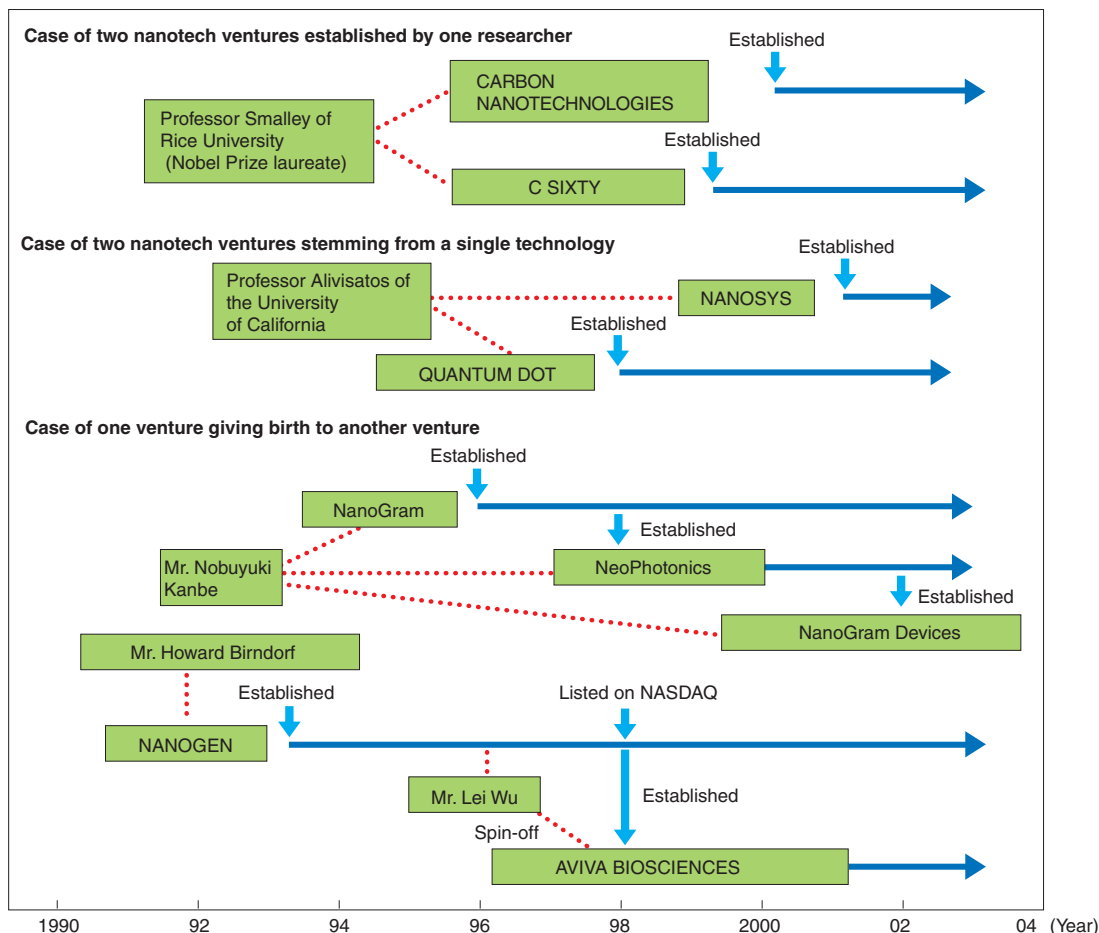 Case of two nanotech ventures established by one researcher
Established
CARBON
NANOTECHNOLOGIES
Professor Smalley of
Rice University
(Nobel Prize laureate)
Established
C SIXTY
Case of two nanotech ventures stemming from a single technology
Established
Professor Alivisatos of
the University
of California
NANOSYS
Established
QUANTUM DOT
Case of one venture giving birth to another venture
Established
NanoGram
Established
Mr. Nobuyuki
Kanbe
NeoPhotonics
Established
NanoGram Devices
Mr. Howard Birndorf
Established
Listed on NASDAQ
NANOGEN
Mr. Lei Wu
Established
Spin-off
AVIVA BIOSCIENCES
1990 92 94 96 98 2000 02 04 (Year)